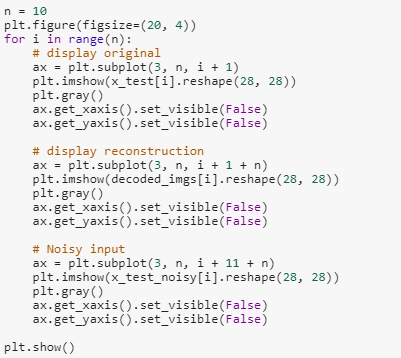 n = 10
plt.figure(figsize=(20, 4))
for i in range(n):
    # display original
    ax = plt.subplot(3, n, i + 1)
    plt.imshow(x_test[i].reshape(28, 28))
    plt.gray()
    ax.get_xaxis().set_visible(False)
    ax.get_yaxis().set_visible(False)

    # display reconstruction
    ax = plt.subplot(3, n, i + 1 + n)
    plt.imshow(decoded_imgs[i].reshape(28, 28))
    plt.gray()
    ax.get_xaxis().set_visible(False)
    ax.get_yaxis().set_visible(False)

    # Noisy input
    ax = plt.subplot(3, n, i + 11 + n)
    plt.imshow(x_test_noisy[i].reshape(28, 28))
    plt.gray()
    ax.get_xaxis().set_visible(False)
    ax.get_yaxis().set_visible(False)

plt.show()